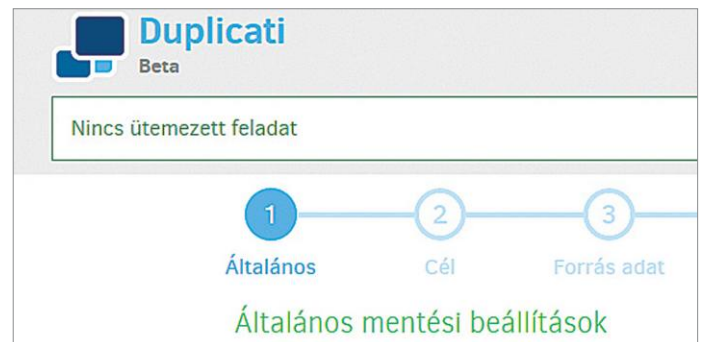 Duplicati
Beta
Nincs ütemezett feladat
1 2 3
Általános Cél Forrás adat
Általános mentési beállítások